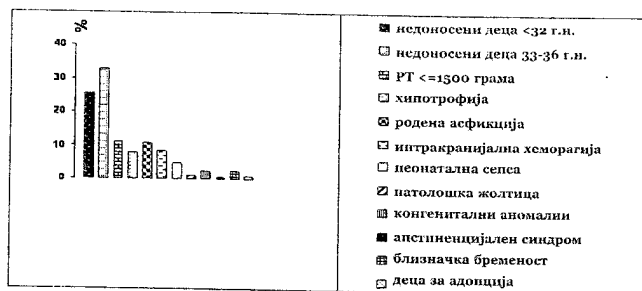 %
40
30
20
10
0
недоносени деца <32 г.н.
недоносени деца 33-36 г.н.
РТ <=1500 грама
хипотрофија
родена асфикција
интракранијална хеморагија
неонатална сепса
патолошка жолтица
конгенитални аномалии
апстиненцијален синдром
близначка бременост
деца за адопција